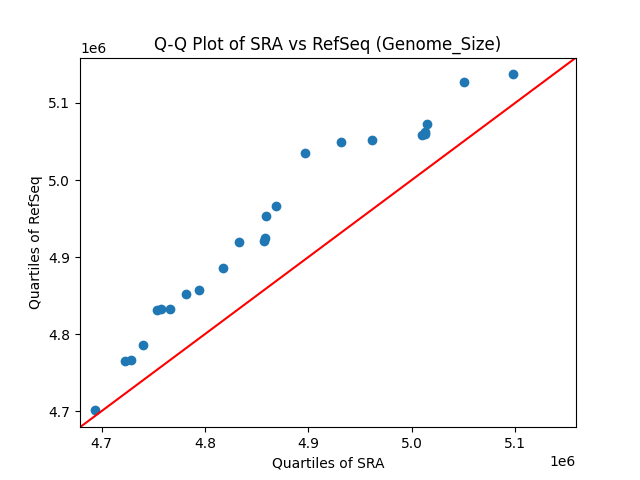 Q-Q Plot of SRA vs RefSeq (Genome_Size)
1e6
5.1
5.0
4.9
4.8
4.7
Quartiles of RefSeq
4.7 4.8 4.9 5.0 5.1
1e6
Quartiles of SRA